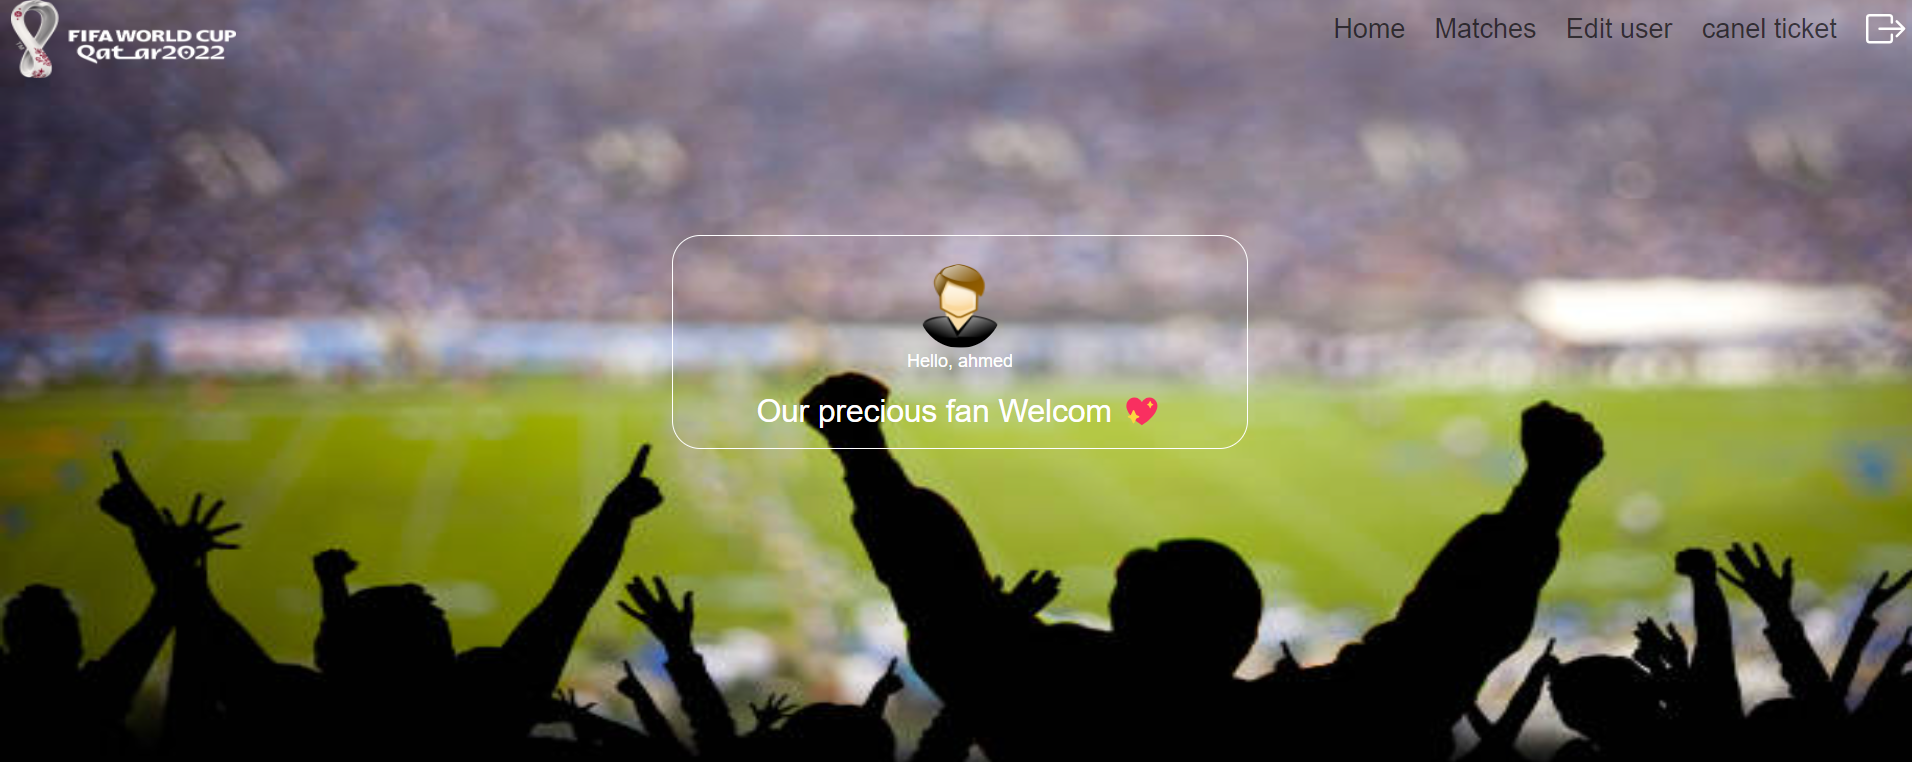 FIFA WORLD CUP
Qatar2022
Home Matches Edit user canel ticket
Hello, ahmed
Our precious fan Welcom 💖